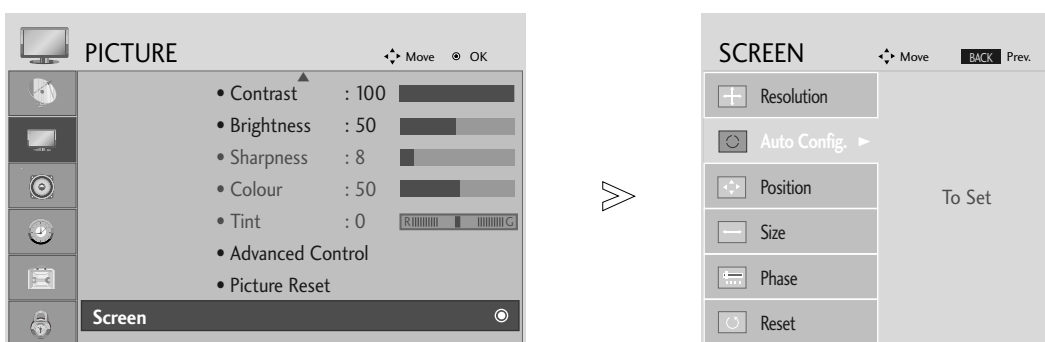 PICTURE Move OK
• Contrast : 100
• Brightness : 50
• Sharpness : 8
• Colour : 50
• Tint : 0 R G
• Advanced Control
• Picture Reset
Screen
SCREEN Move BACK Prev.
Resolution
Auto Config. ►
Position
To Set
Size
Phase
Reset